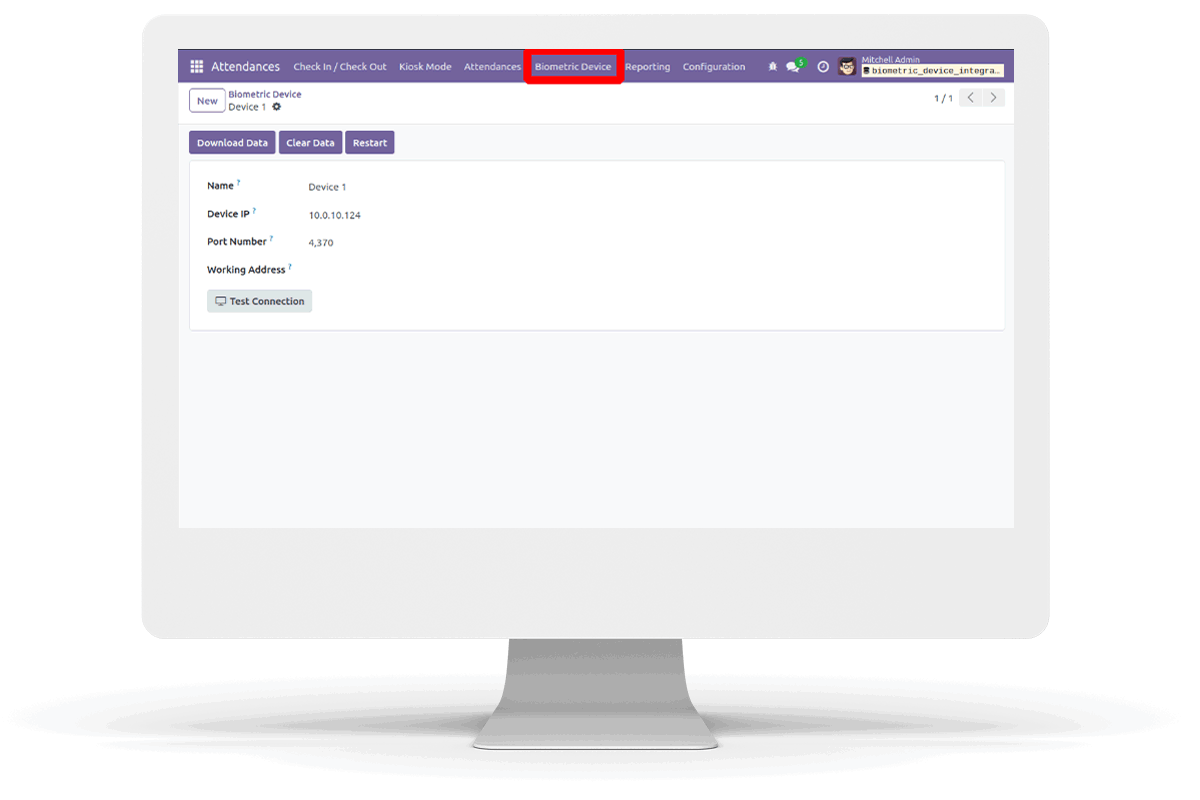 Attendances Check In / Check Out Kiosk Mode Attendances Biometric Device Reporting Configuration 5 Mitchell Admin
biometric_device_integra...
New Biometric Device
Device 1
1 / 1
Download Data Clear Data Restart
Name ? Device 1
Device IP ? 10.0.10.124
Port Number ? 4,370
Working Address ?
Test Connection